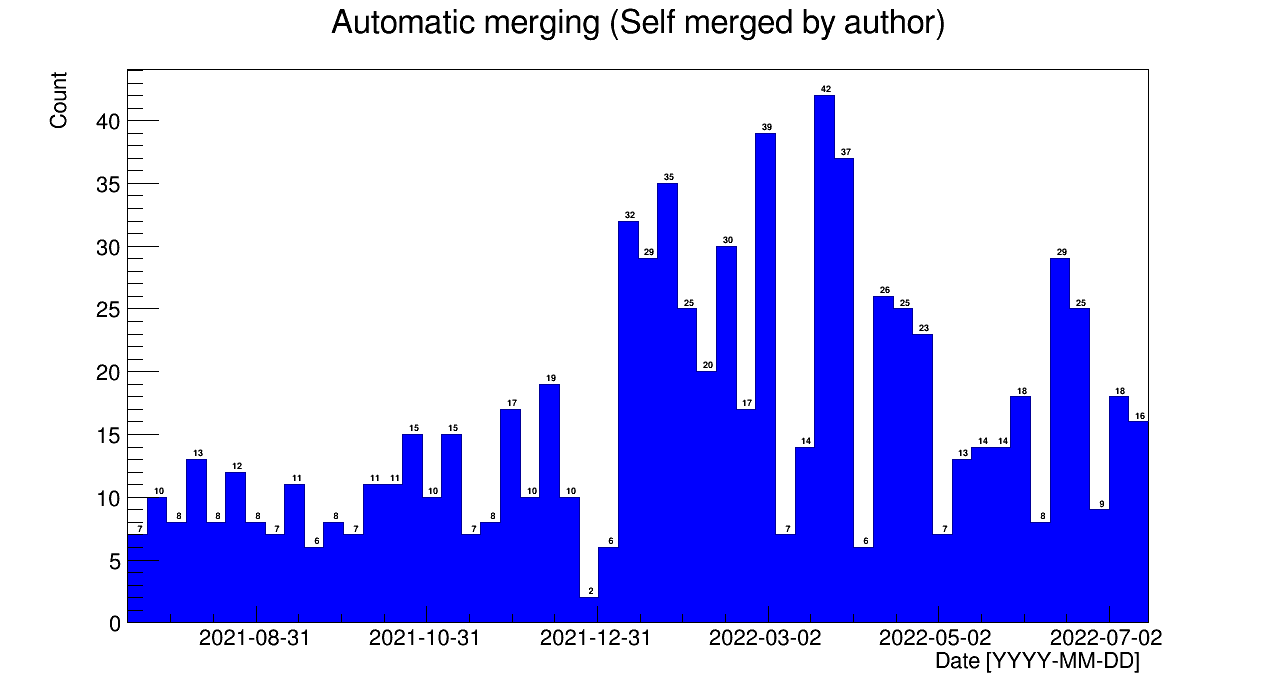 Automatic merging (Self merged by author)
Count
40
35
30
25
20
15
10
5
0
7 10 8 13 8 12 8 7 11 6 8 7 11 11 15 10 15 7 8 17 10 19 10 2 6 32 29 35 25 20 30 17 39 7 14 42 37 6 26 25 23 7 13 14 14 18 8 29 25 9 18 16
2021-08-31 2021-10-31 2021-12-31 2022-03-02 2022-05-02 2022-07-02
Date [YYYY-MM-DD]